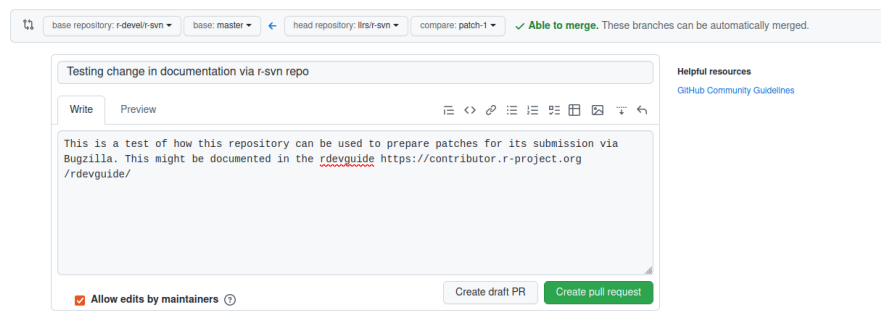 base repository: r-devel/r-svn base: master head repository: llrs/r-svn compare: patch-1 Able to merge. These branches can be automatically merged.
Testing change in documentation via r-svn repo
Helpful resources
GitHub Community Guidelines
Write Preview
This is a test of how this repository can be used to prepare patches for its submission via
Bugzilla. This might be documented in the rdevguide https://contributor.r-project.org
/rdevguide/
Create draft PR Create pull request
Allow edits by maintainers